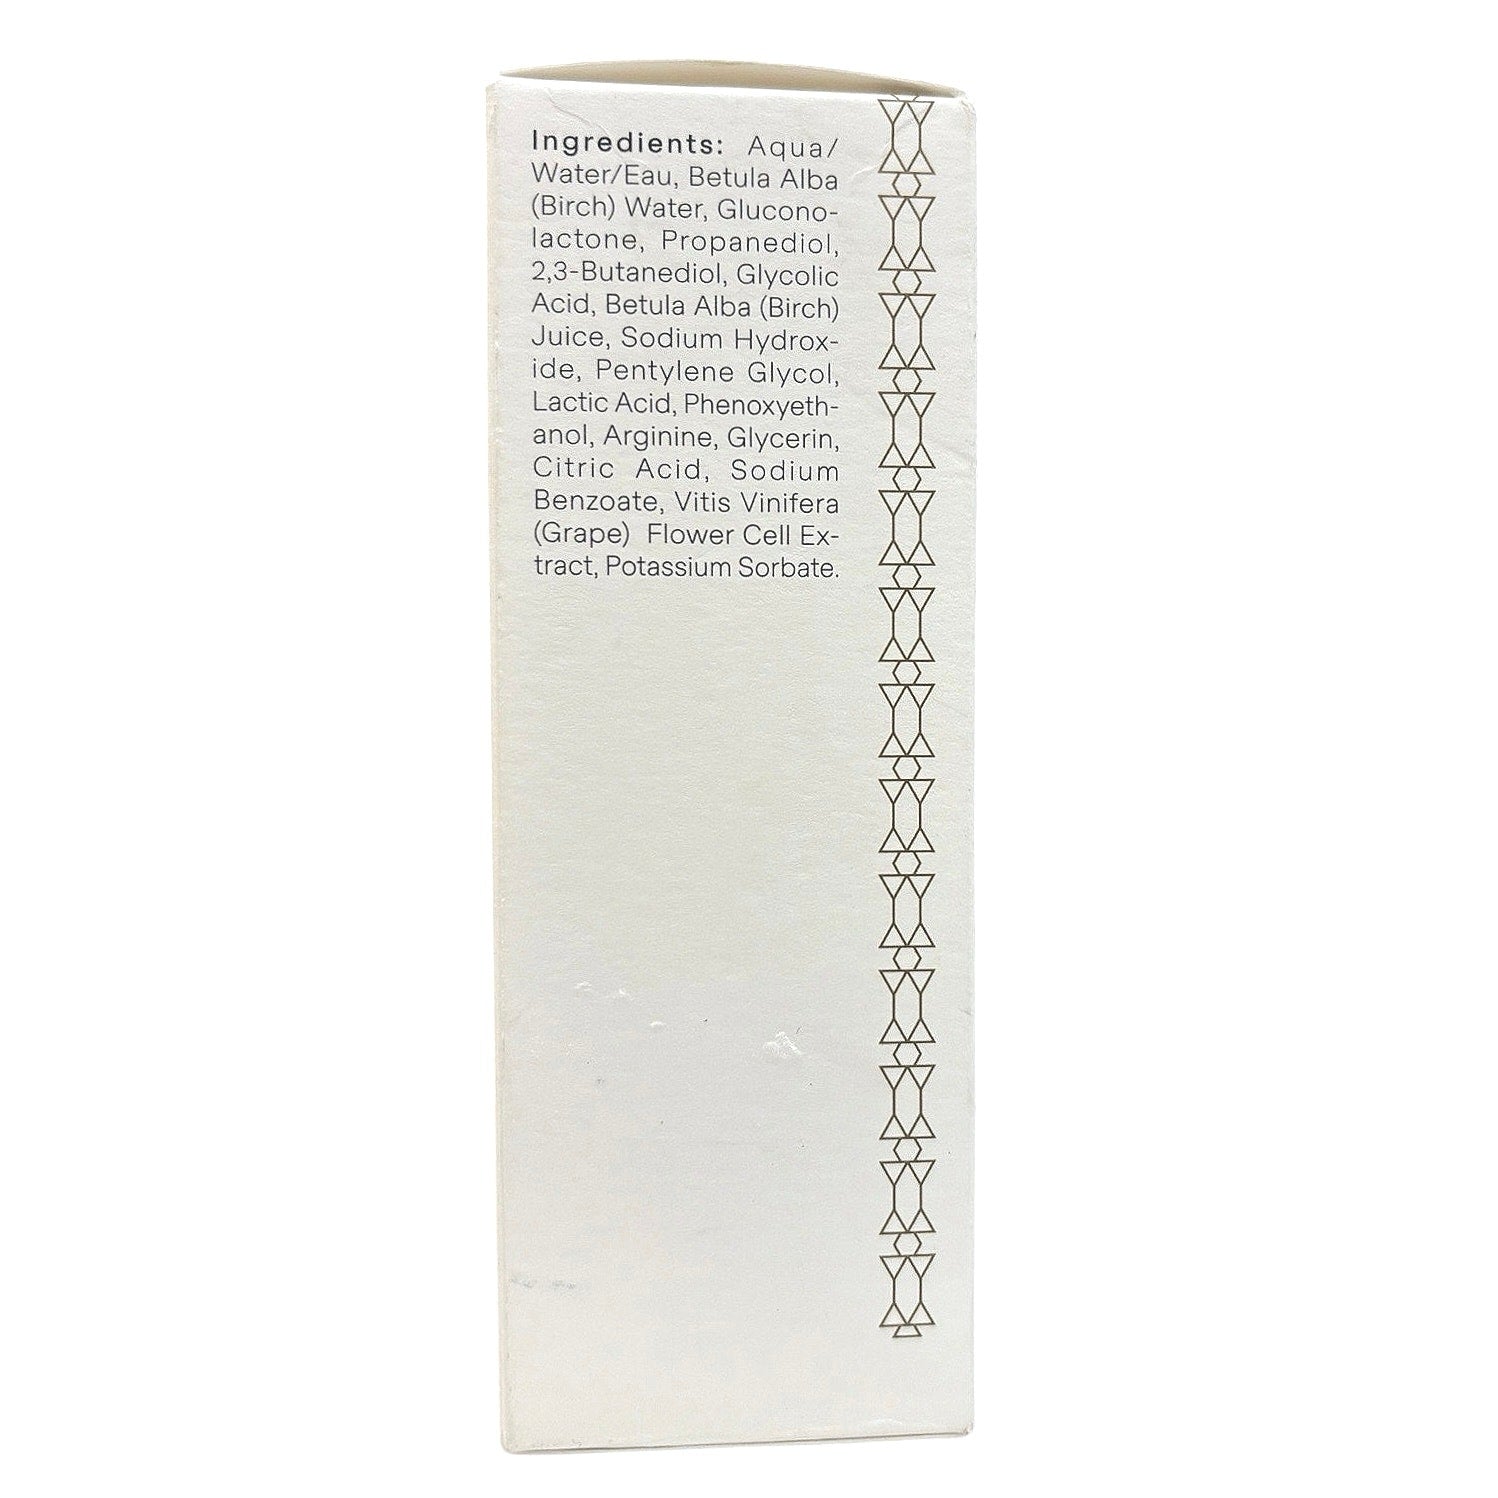 Ingredients: Aqua/
Water/Eau, Betula Alba
(Birch) Water, Glucono-
lactone, Propanediol,
2,3-Butanediol, Glycolic
Acid, Betula Alba (Birch)
Juice, Sodium Hydrox-
ide, Pentylene Glycol,
Lactic Acid, Phenoxyeth-
anol, Arginine, Glycerin,
Citric Acid, Sodium
Benzoate, Vitis Vinifera
(Grape) Flower Cell Ex-
tract, Potassium Sorbate.